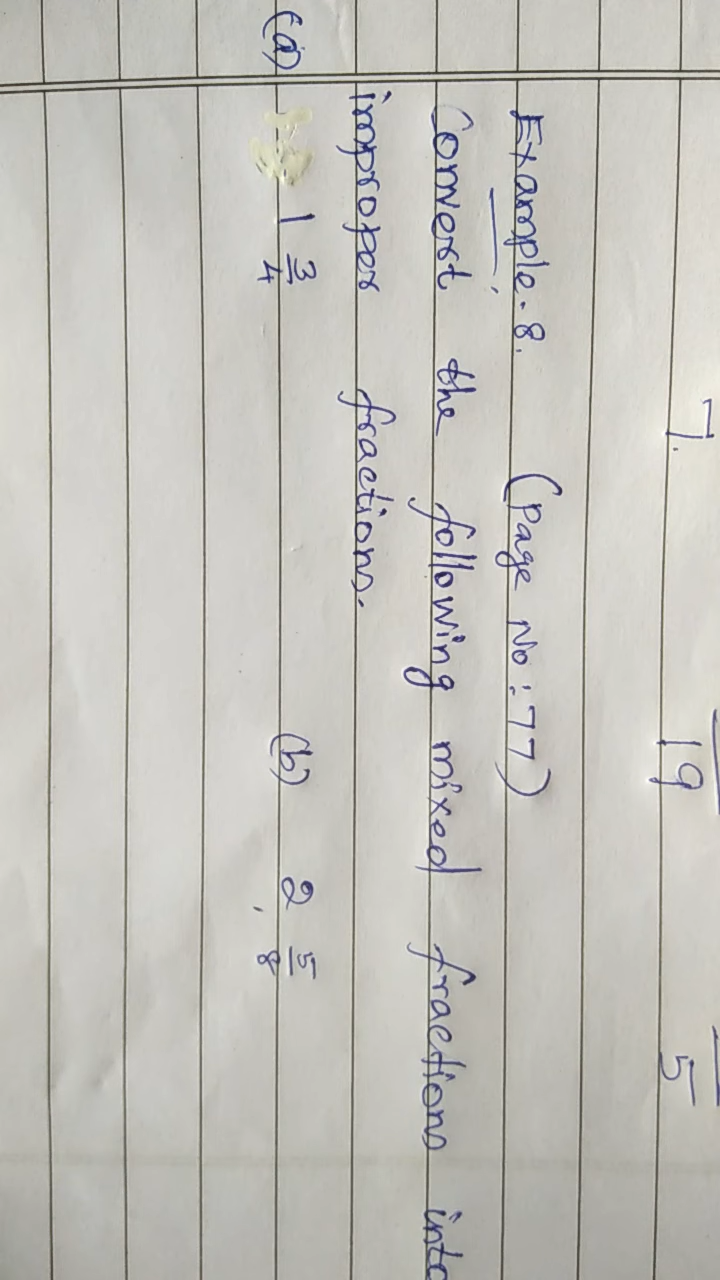 7. 19 5
Example-8. (Page No: 77)
Convert the following mixed fractions into
improper fractions.
(a) 1 3/4 (b) 2 5/8